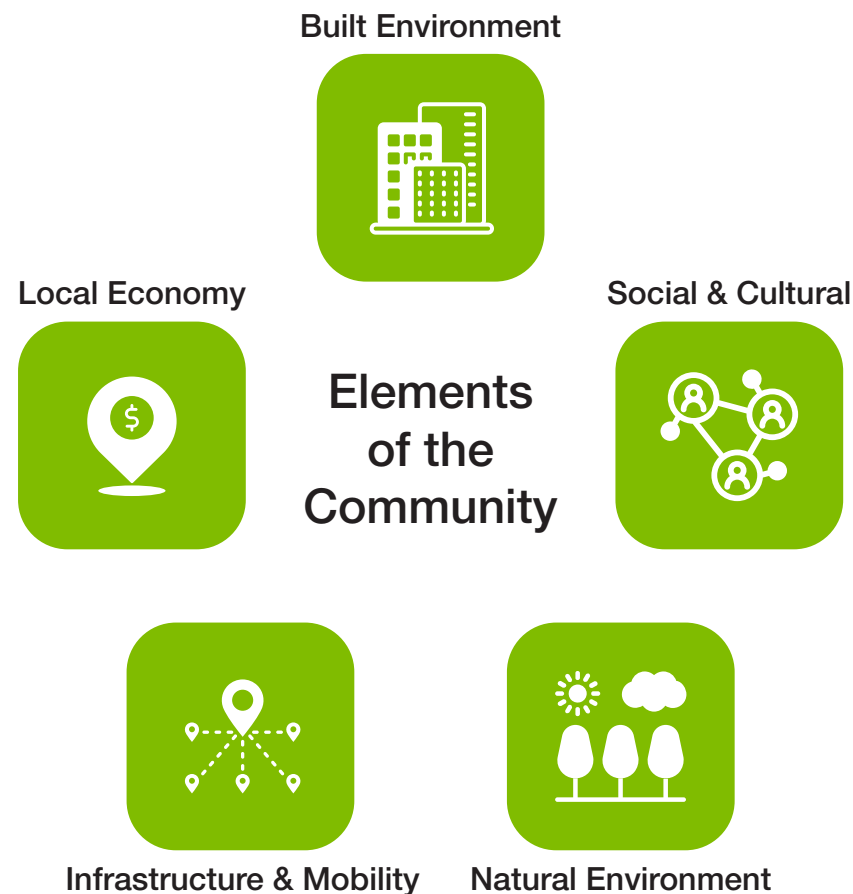 Built Environment
Local Economy
Social & Cultural
$
Elements
of the
Community
Infrastructure & Mobility
Natural Environment